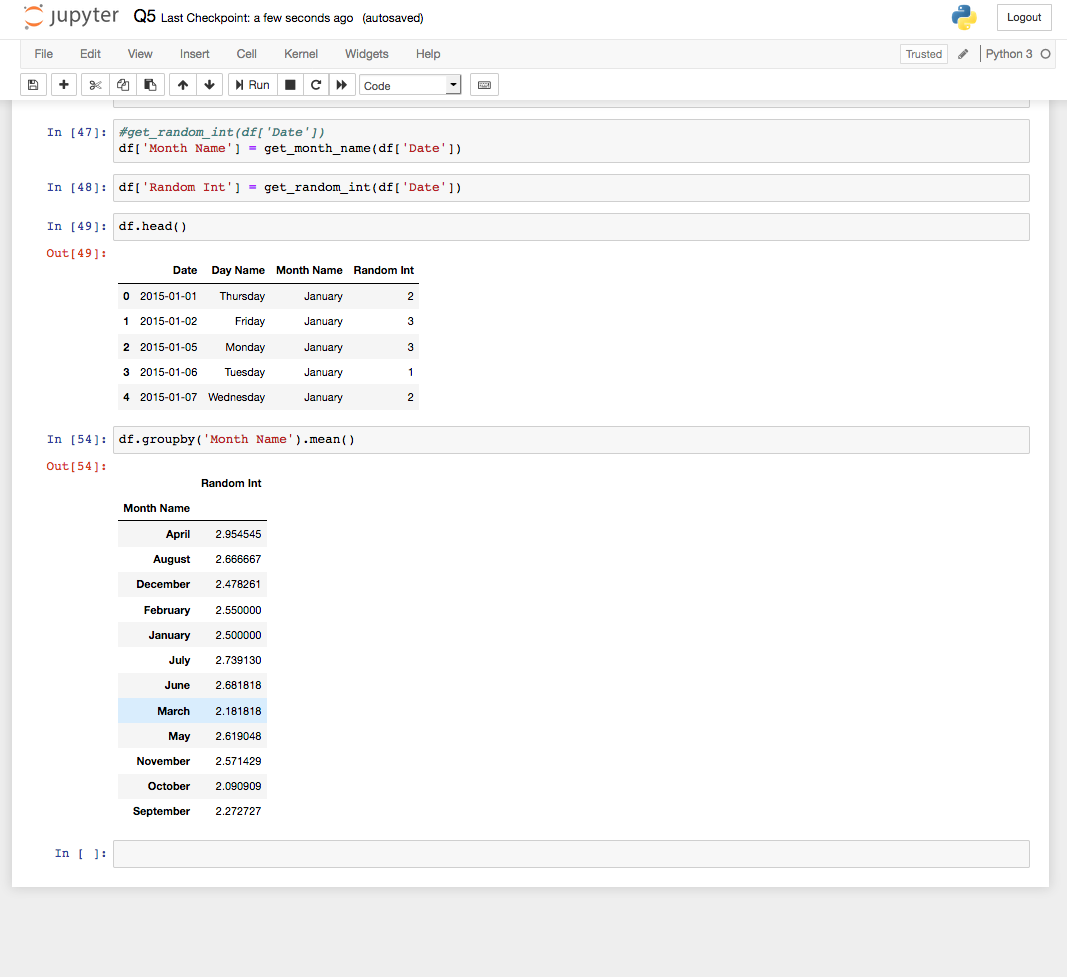 jupyter Q5 Last Checkpoint: a few seconds ago (autosaved) Logout
File Edit View Insert Cell Kernel Widgets Help Trusted Python 3
Run Code
In [47]: #get_random_int(df['Date'])
df['Month Name'] = get_month_name(df['Date'])
In [48]: df['Random Int'] = get_random_int(df['Date'])
In [49]: df.head()
Out[49]:
Date Day Name Month Name Random Int
0 2015-01-01 Thursday January 2
1 2015-01-02 Friday January 3
2 2015-01-05 Monday January 3
3 2015-01-06 Tuesday January 1
4 2015-01-07 Wednesday January 2
In [54]: df.groupby('Month Name').mean()
Out[54]:
Random Int
Month Name
April 2.954545
August 2.666667
December 2.478261
February 2.550000
January 2.500000
July 2.739130
June 2.681818
March 2.181818
May 2.619048
November 2.571429
October 2.090909
September 2.272727
In [ ]: